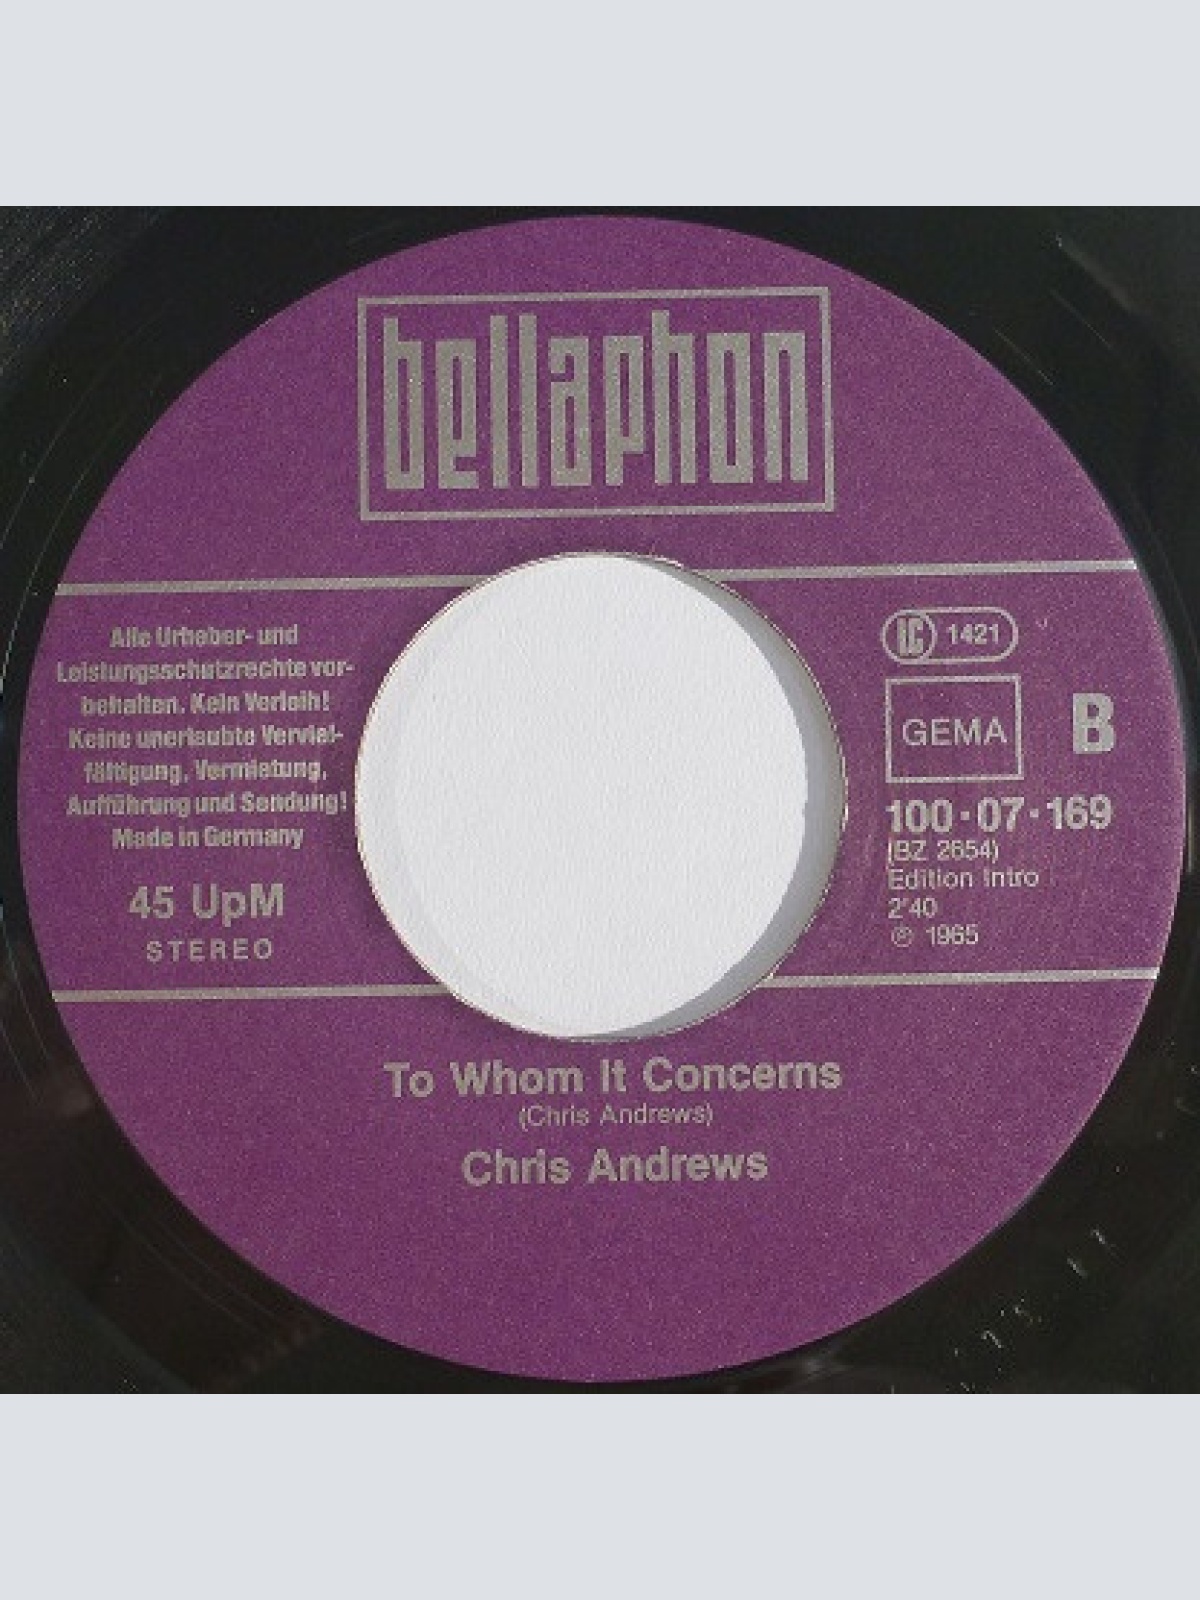 bellaphon
Alle Urheber- und
Leistungsschutzrechte vor-
behalten. Kein Verleih!
Keine unerlaubte Verviel-
fältigung, Vermietung,
Aufführung und Sendung!
Made in Germany
45 UpM
STEREO
LC 1421
GEMA
B
100·07·169
(BZ 2654)
Edition Intro
2'40
℗ 1965
To Whom It Concerns
(Chris Andrews)
Chris Andrews